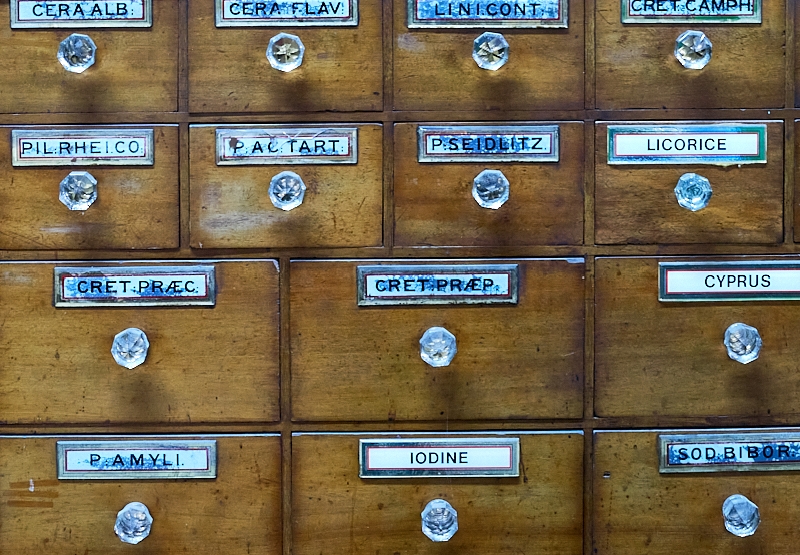 CERA ALB.
CERA FLAV.
LINI CONT.
CRET.CAMPH.
PIL.RHEI.CO.
P.AC.TART.
P.SEIDLITZ.
LICORICE
CRET.PRÆC.
CRET.PRÆP.
CYPRUS
P.AMYLI.
IODINE
SOD.BIBOR.